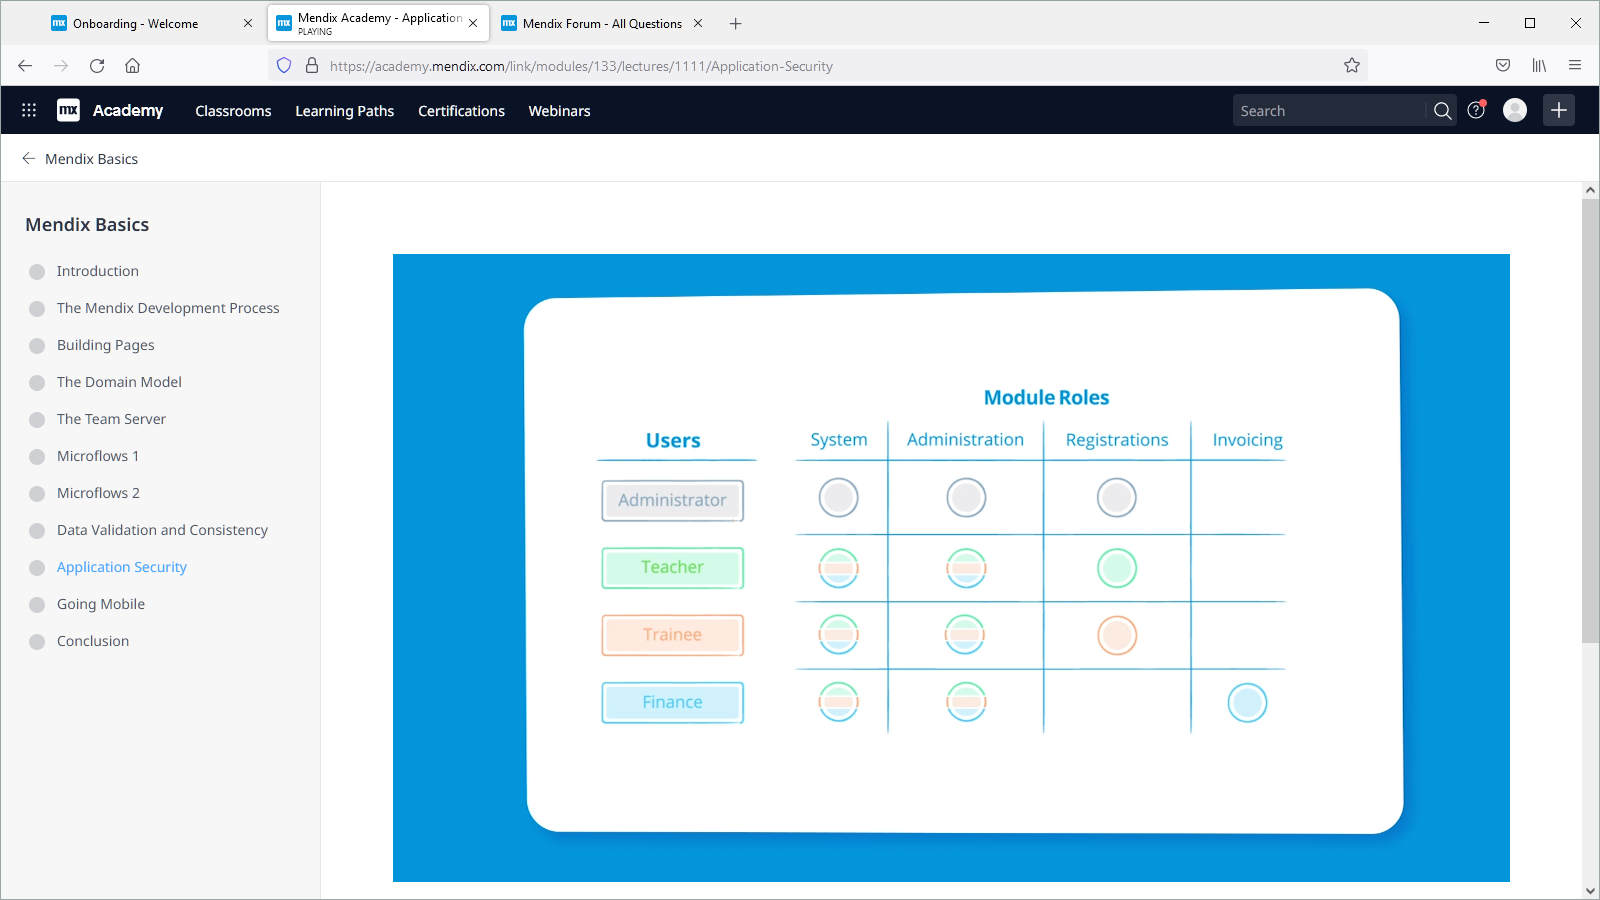 Onboarding - Welcome
Mendix Academy - Application
PLAYING
Mendix Forum - All Questions
https://academy.mendix.com/link/modules/133/lectures/1111/Application-Security
mx Academy Classrooms Learning Paths Certifications Webinars Search
Mendix Basics
Mendix Basics
Introduction
The Mendix Development Process
Building Pages
The Domain Model
The Team Server
Microflows 1
Microflows 2
Data Validation and Consistency
Application Security
Going Mobile
Conclusion
Module Roles
Users System Administration Registrations Invoicing
Administrator
Teacher
Trainee
Finance